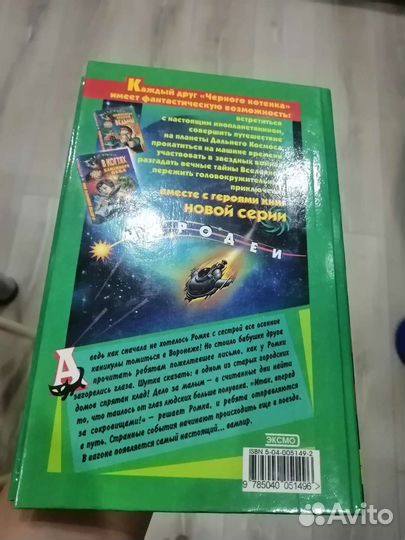 Каждый друг «Черного котенка»
имеет фантастическую возможность:
встретиться
с настоящим инопланетянином,
совершить путешествие
на планеты Дальнего Космоса,
прокатиться на машине времени,
участвовать в звездных
разгадать вечные тайны Вселенной
пережить головокружительные
приключения
вместе с героями книг
новой серии
В КОГТЯХ
ОДЕИ
А ведь как сначала не хотелось Ромке с сестрой все осенние
каникулы томиться в Воронеже! Но стоило бабушке друга
прочитать ребятам пожелтевшее письмо, как у Ромки
загорелись глаза. Шутка сказать: в одном из старых городских
домов спрятан клад! Дело за малым – в считанные дни найти
то, что таилось от глаз людских больше полувека. «Итак, вперед
за сокровищами!» – решает Ромка, и ребята отправляются
в путь. Странные события начинают происходить еще в поезде.
В вагоне появляется самый настоящий... вампир.
ЭКСМО
ISBN 5-04-005149-2
9 785040 051496 >
Avito